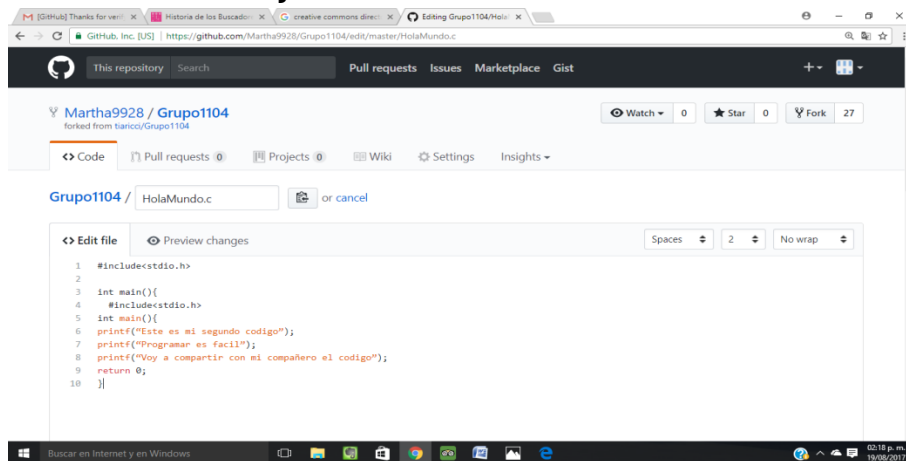 [GitHub] Thanks for veri
Historia de los Buscador
creative commons direct
Editing Grupo1104/Hola
GitHub, Inc. [US] | https://github.com/Martha9928/Grupo1104/edit/master/HolaMundo.c
This repository Search Pull requests Issues Marketplace Gist
Martha9928 / Grupo1104
forked from tiaricci/Grupo1104
Watch 0 Star 0 Fork 27
Code Pull requests 0 Projects 0 Wiki Settings Insights
Grupo1104 / HolaMundo.c or cancel
Edit file Preview changes Spaces 2 No wrap
1 #include<stdio.h>
2
3 int main(){
4 #include<stdio.h>
5 int main(){
6 printf("Este es mi segundo codigo");
7 printf("Programar es facil");
8 printf("Voy a compartir con mi compañero el codigo");
9 return 0;
10 }
Buscar en Internet y en Windows
02:18 p. m.
19/08/2017